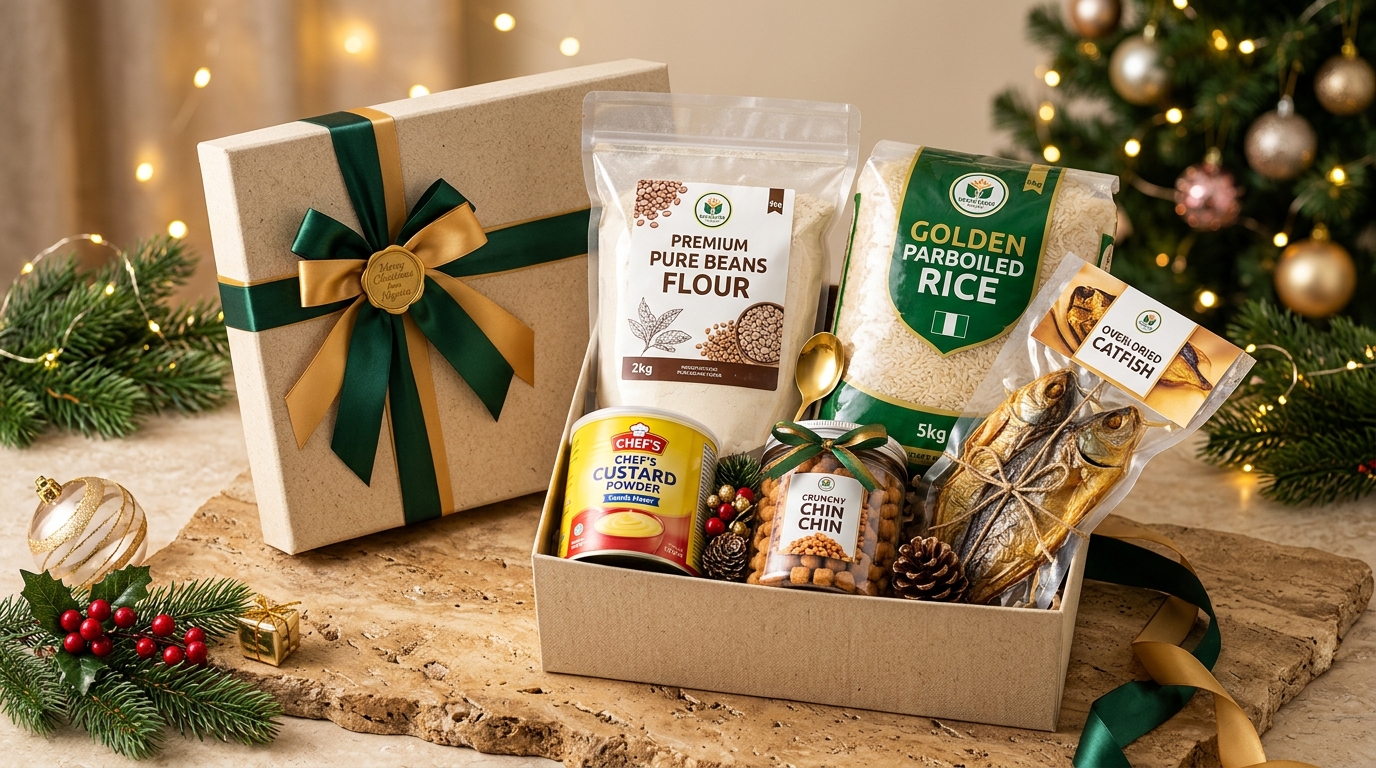 Merry
Christmas
from
Nigeria
PREMIUM
PURE BEANS
FLOUR
2kg
GOLDEN
PARBOILED
RICE
5kg
OVEN DRIED
CATFISH
CHEF'S
CHEF'S
CUSTARD
POWDER
CRUNCHY
CHIN
CHIN